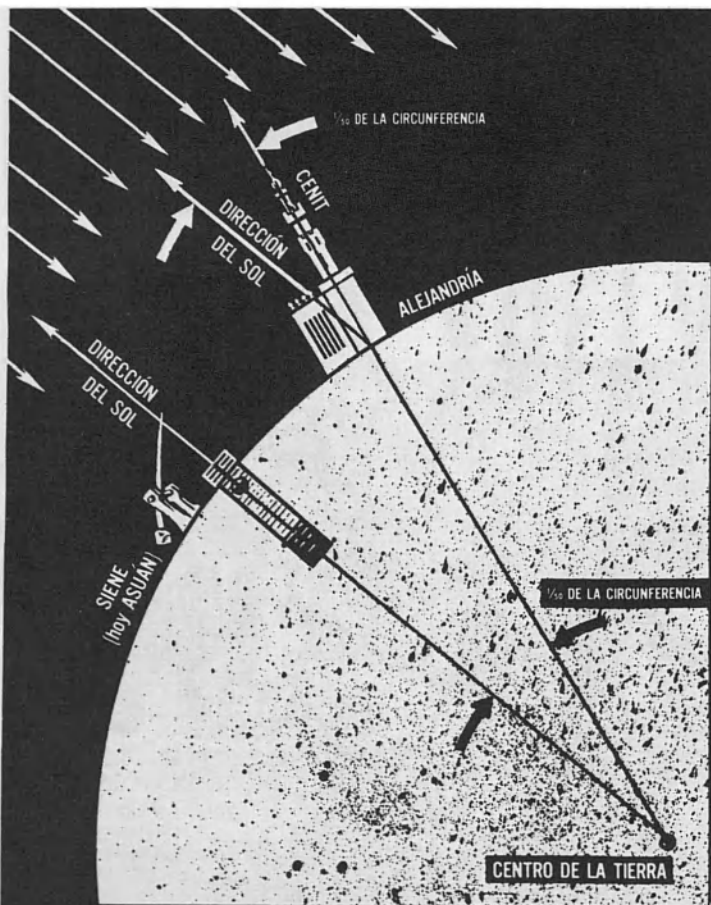 1/50 DE LA CIRCUNFERENCIA
CENIT
DIRECCIÓN
DEL SOL
ALEJANDRÍA
DIRECCIÓN
DEL SOL
SIENE
(hoy ASUÁN)
1/50 DE LA CIRCUNFERENCIA
CENTRO DE LA TIERRA